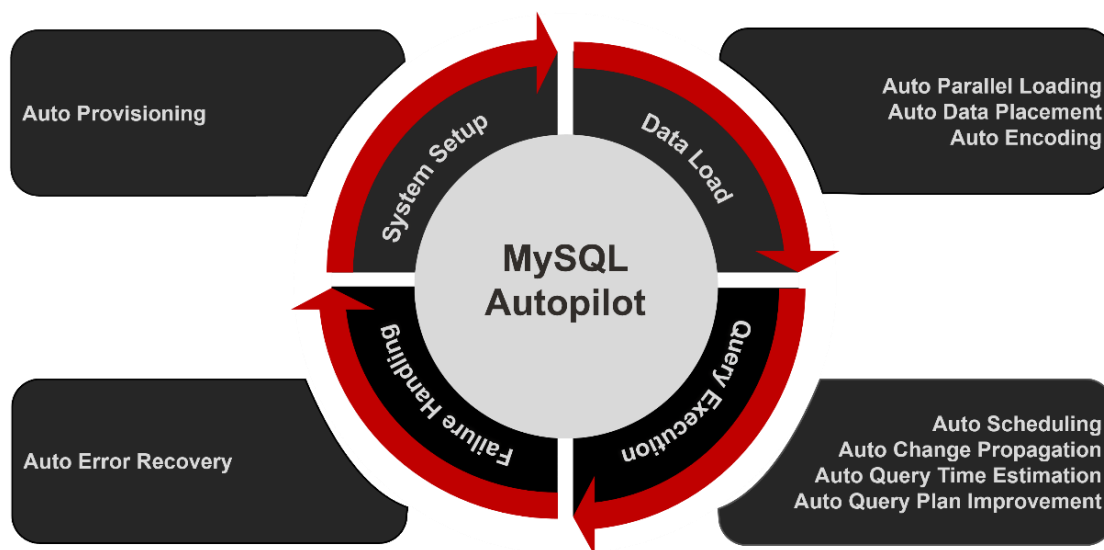 Auto Provisioning
System Setup
Data Load
Auto Parallel Loading
Auto Data Placement
Auto Encoding
MySQL
Autopilot
Failure Handling
Query Execution
Auto Error Recovery
Auto Scheduling
Auto Change Propagation
Auto Query Time Estimation
Auto Query Plan Improvement